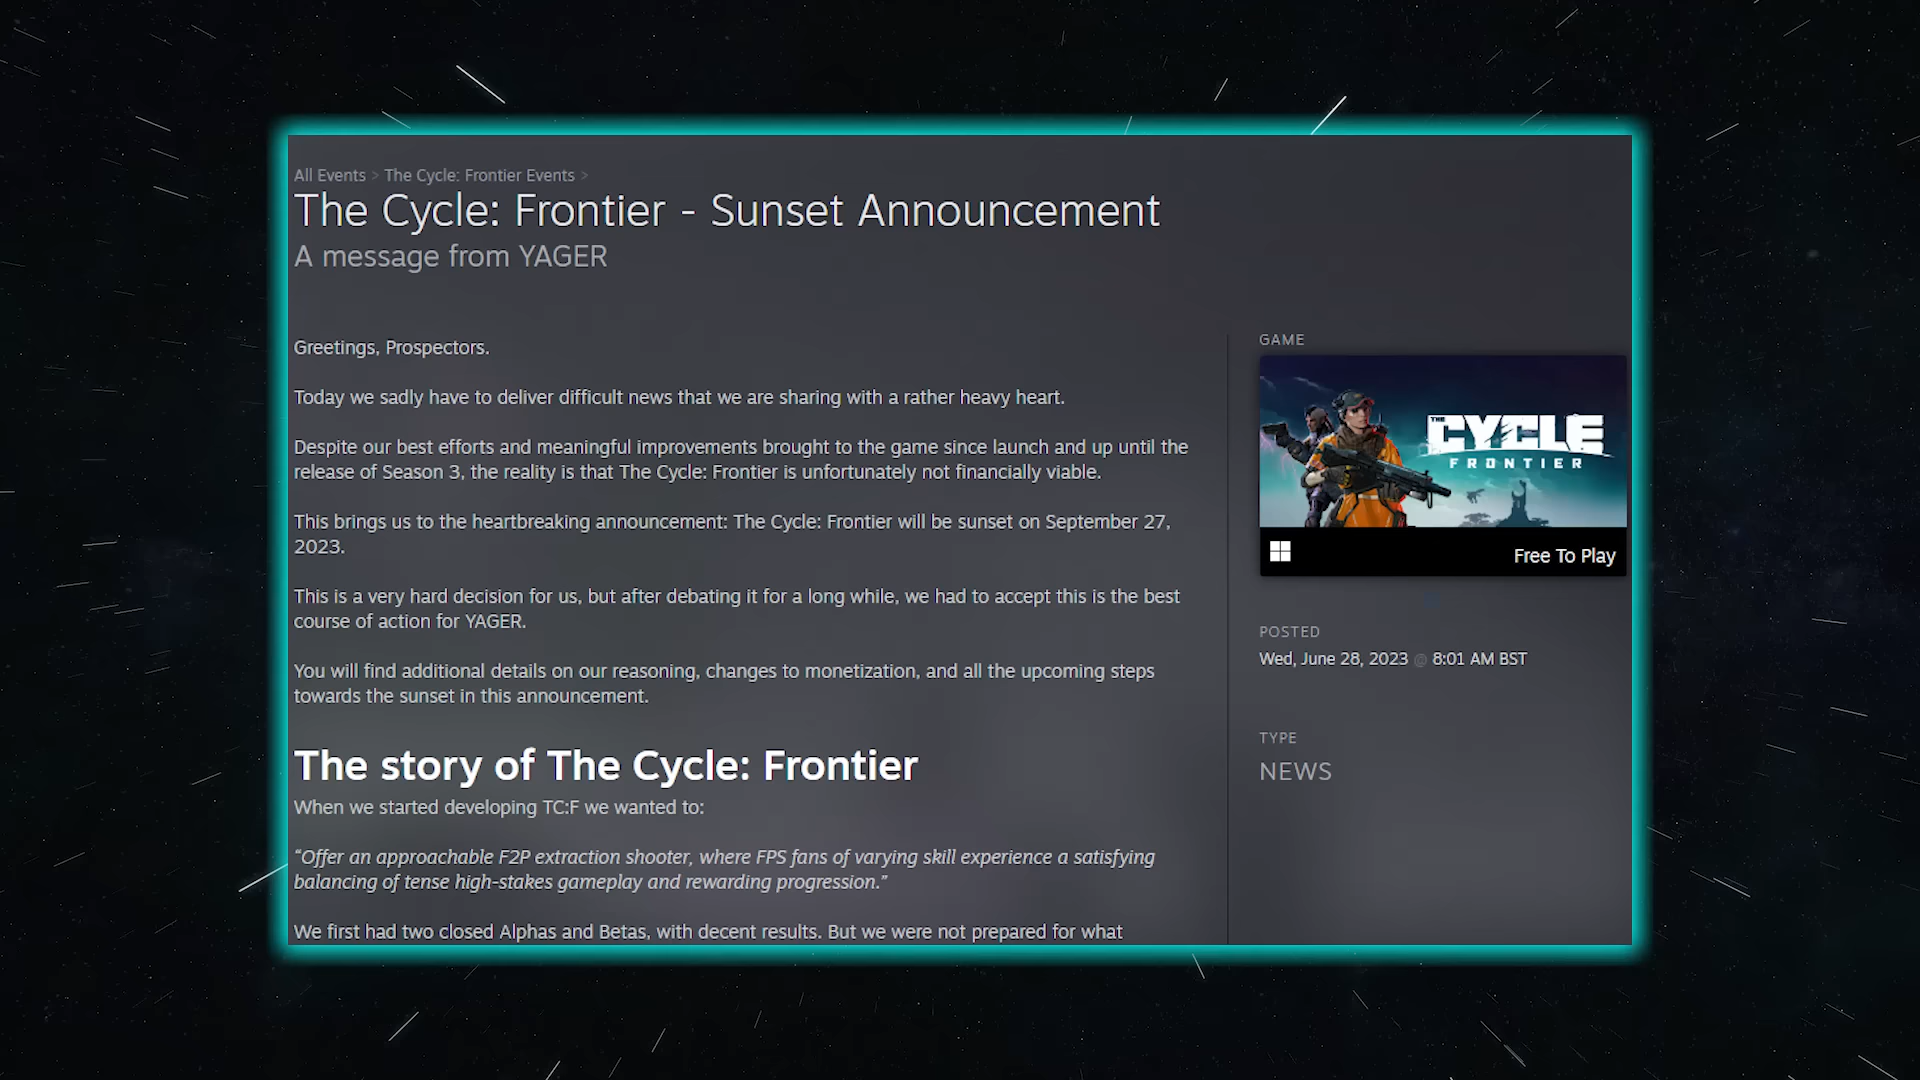 All Events > The Cycle: Frontier Events >
The Cycle: Frontier - Sunset Announcement
A message from YAGER
Greetings, Prospectors.
Today we sadly have to deliver difficult news that we are sharing with a rather heavy heart.
Despite our best efforts and meaningful improvements brought to the game since launch and up until the
release of Season 3, the reality is that The Cycle: Frontier is unfortunately not financially viable.
This brings us to the heartbreaking announcement: The Cycle: Frontier will be sunset on September 27,
2023.
This is a very hard decision for us, but after debating it for a long while, we had to accept this is the best
course of action for YAGER.
You will find additional details on our reasoning, changes to monetization, and all the upcoming steps
towards the sunset in this announcement.
The story of The Cycle: Frontier
When we started developing TC:F we wanted to:
“Offer an approachable F2P extraction shooter, where FPS fans of varying skill experience a satisfying
balancing of tense high-stakes gameplay and rewarding progression.”
We first had two closed Alphas and Betas, with decent results. But we were not prepared for what
GAME
THE
CYCLE
FRONTIER
Free To Play
POSTED
Wed, June 28, 2023 @ 8:01 AM BST
TYPE
NEWS